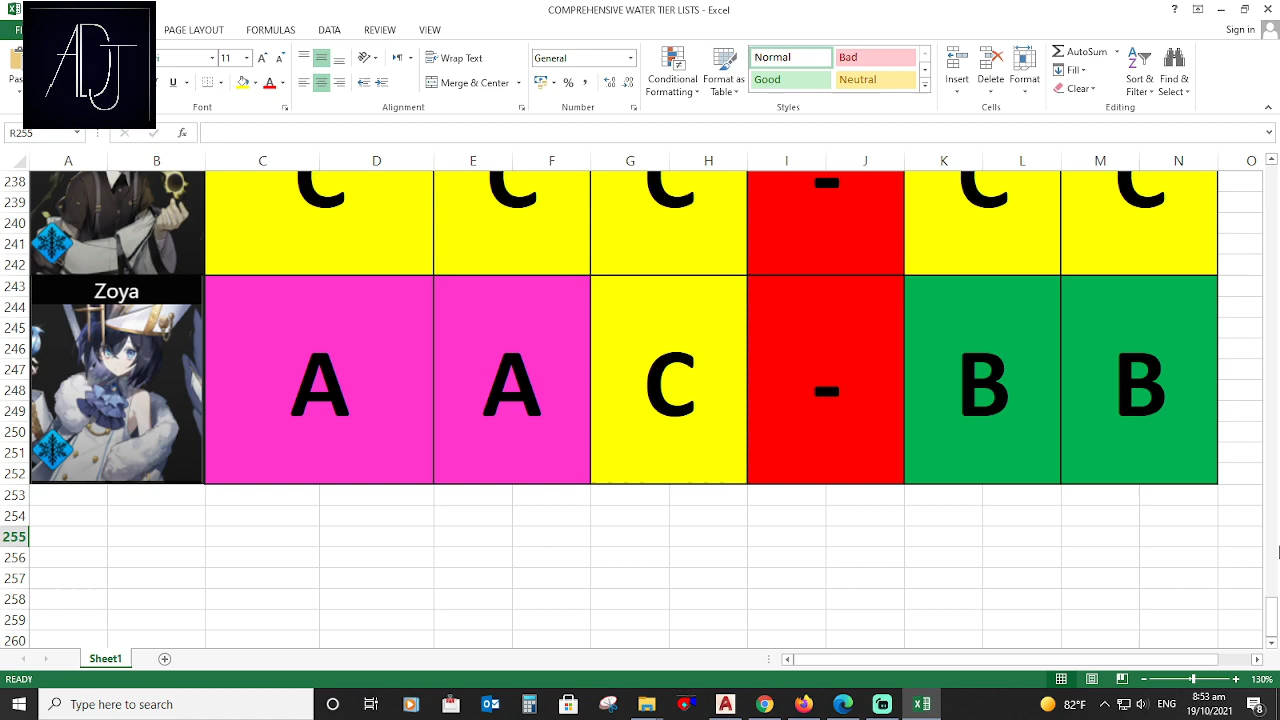 COMPREHENSIVE WATER TIER LISTS - Excel
?
Sign in
ADJ
PAGE LAYOUT FORMULAS DATA REVIEW VIEW
11 A A Wrap Text General
U A Merge & Center % ,
Conditional Formatting
Format as Table
Normal Bad
Good Neutral
Insert Delete Format
AutoSum
Fill
Clear
Sort & Filter
Find & Select
Font Alignment Number Styles Cells Editing
R255 fx
A B C D E F G H I J K L M N O
238 C C C - C C
239
240
241
242
243 Zoya
244
245
246
247
248 A A C - B B
249
250
251
252
253
254
255
256
257
258
259
260
Sheet1
READY 130%
Type here to search
82°F ENG 8:53 am
19/10/2021